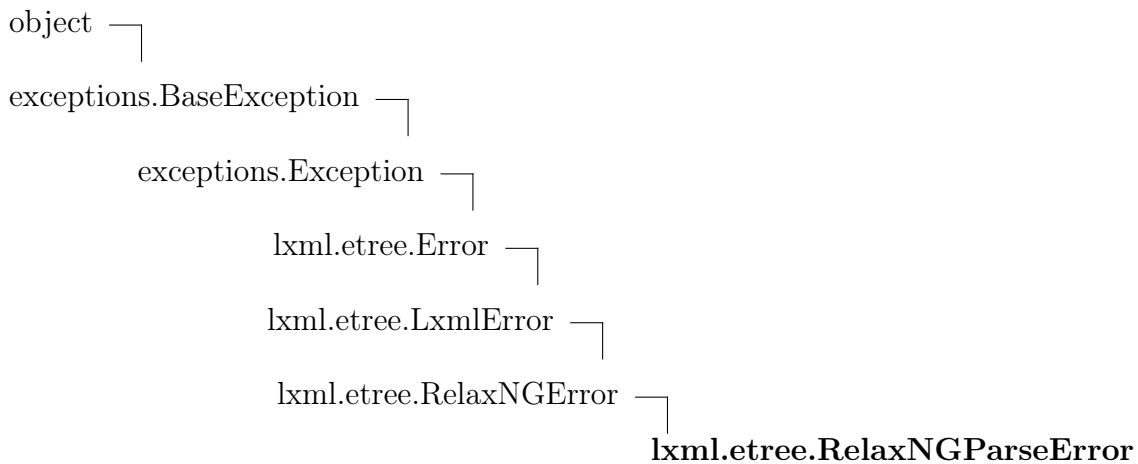 object
exceptions.BaseException
exceptions.Exception
lxml.etree.Error
lxml.etree.LxmlError
lxml.etree.RelaxNGError
lxml.etree.RelaxNGParseError